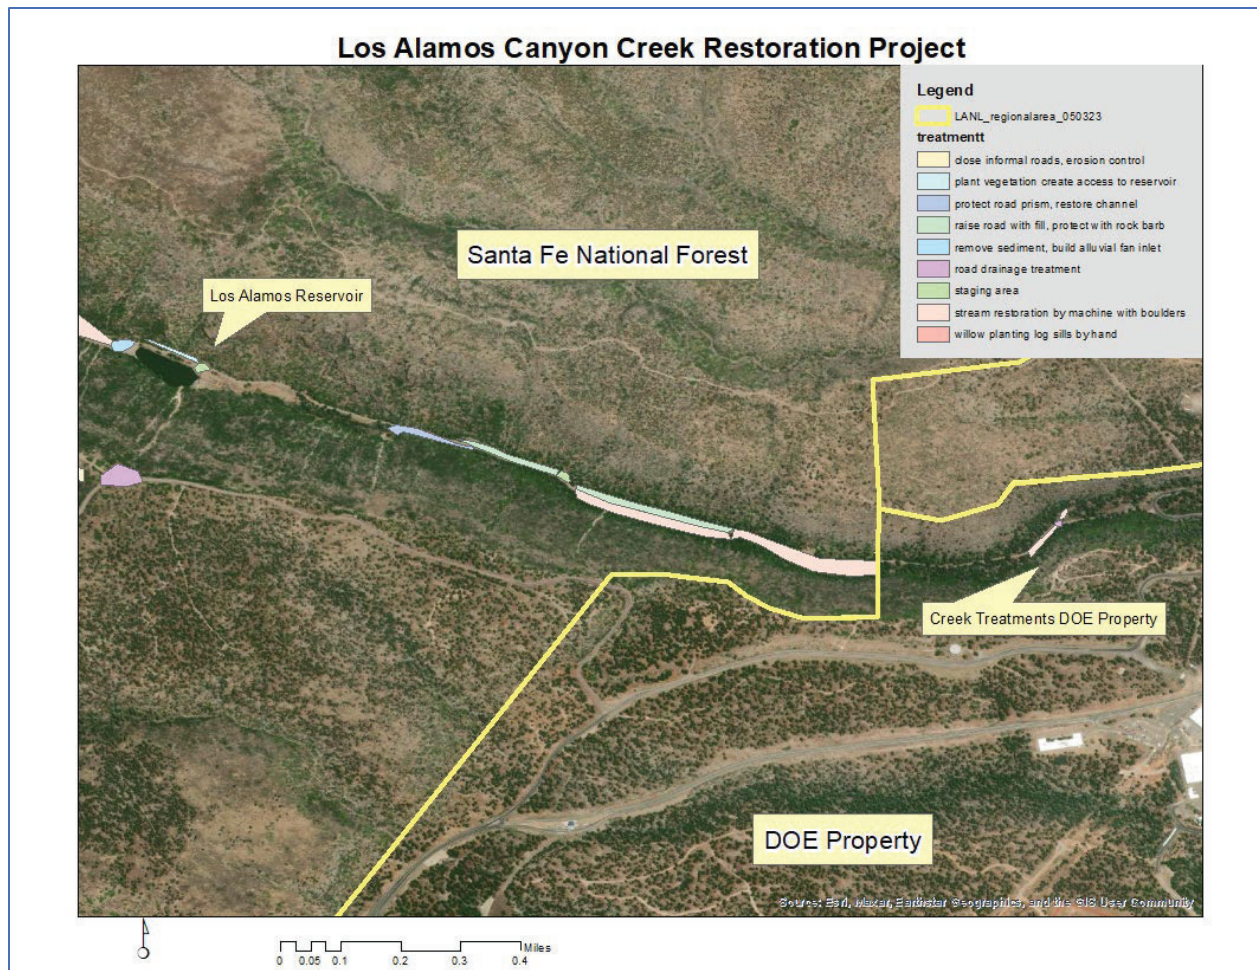 Los Alamos Canyon Creek Restoration Project
Legend
LANL_regionalarea_050323
treatmentt
close informal roads, erosion control
plant vegetation create access to reservoir
protect road prism, restore channel
raise road with fill, protect with rock barb
remove sediment, build alluvial fan inlet
road drainage treatment
staging area
stream restoration by machine with boulders
willow planting log sills by hand
Santa Fe National Forest
Los Alamos Reservoir
Creek Treatments DOE Property
DOE Property
Source: Esri, Maxar, Earthstar Geographics, and the GIS User Community
Miles
0 0.05 0.1 0.2 0.3 0.4